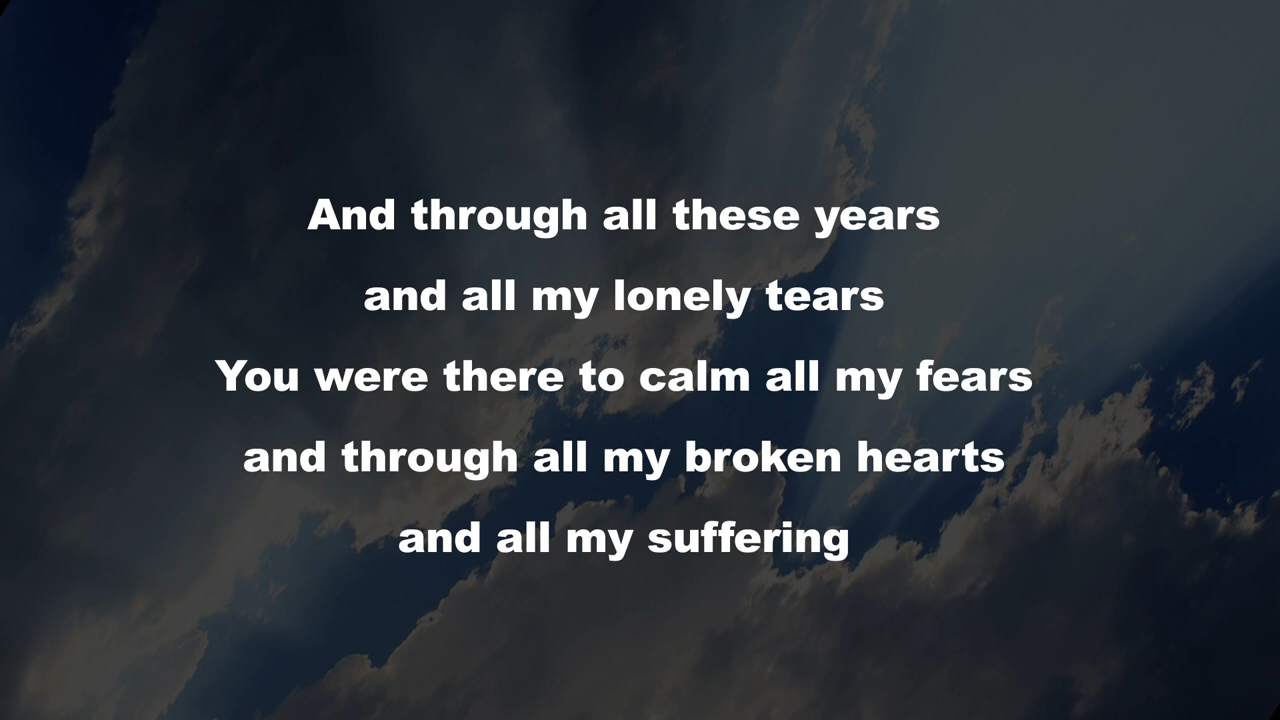 And through all these years
and all my lonely tears
You were there to calm all my fears
and through all my broken hearts
and all my suffering